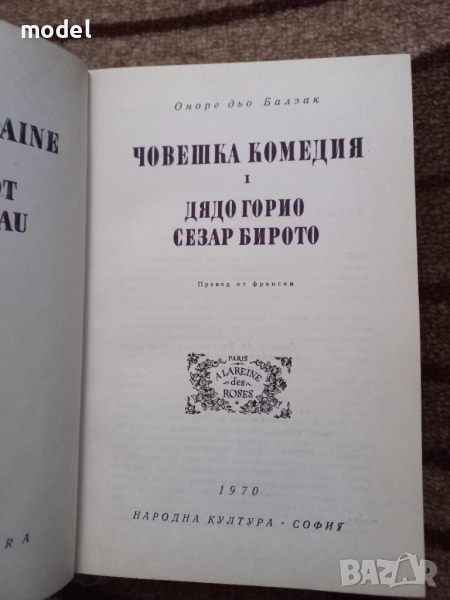 model
AINE
OT
AU
RA
Оноре дьо Балзак
ЧОВЕШКА КОМЕДИЯ
I
ДЯДО ГОРИО
СЕЗАР БИРОТО
Превод от френски
PARIS
A LA REINE
des
ROSES
1970
НАРОДНА КУЛТУРА · СОФИЯ
BAZAR